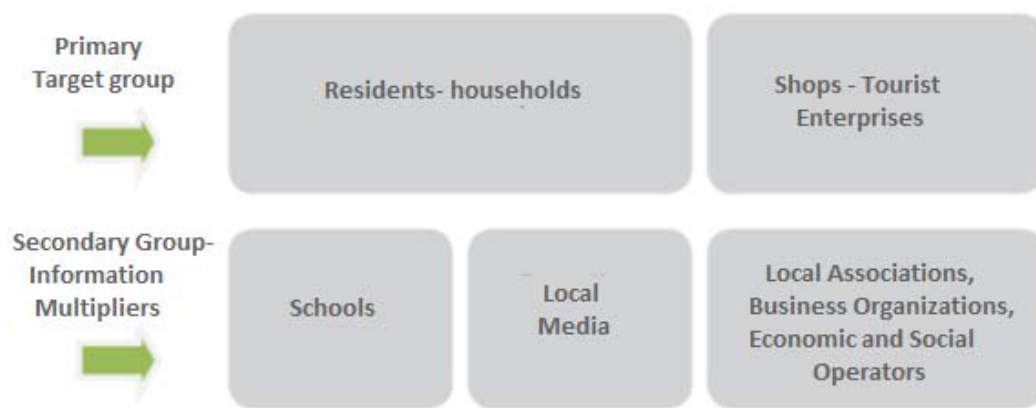 Primary
Target group
Residents- households
Shops - Tourist
Enterprises
Secondary Group-
Information
Multipliers
Schools
Local
Media
Local Associations,
Business Organizations,
Economic and Social
Operators